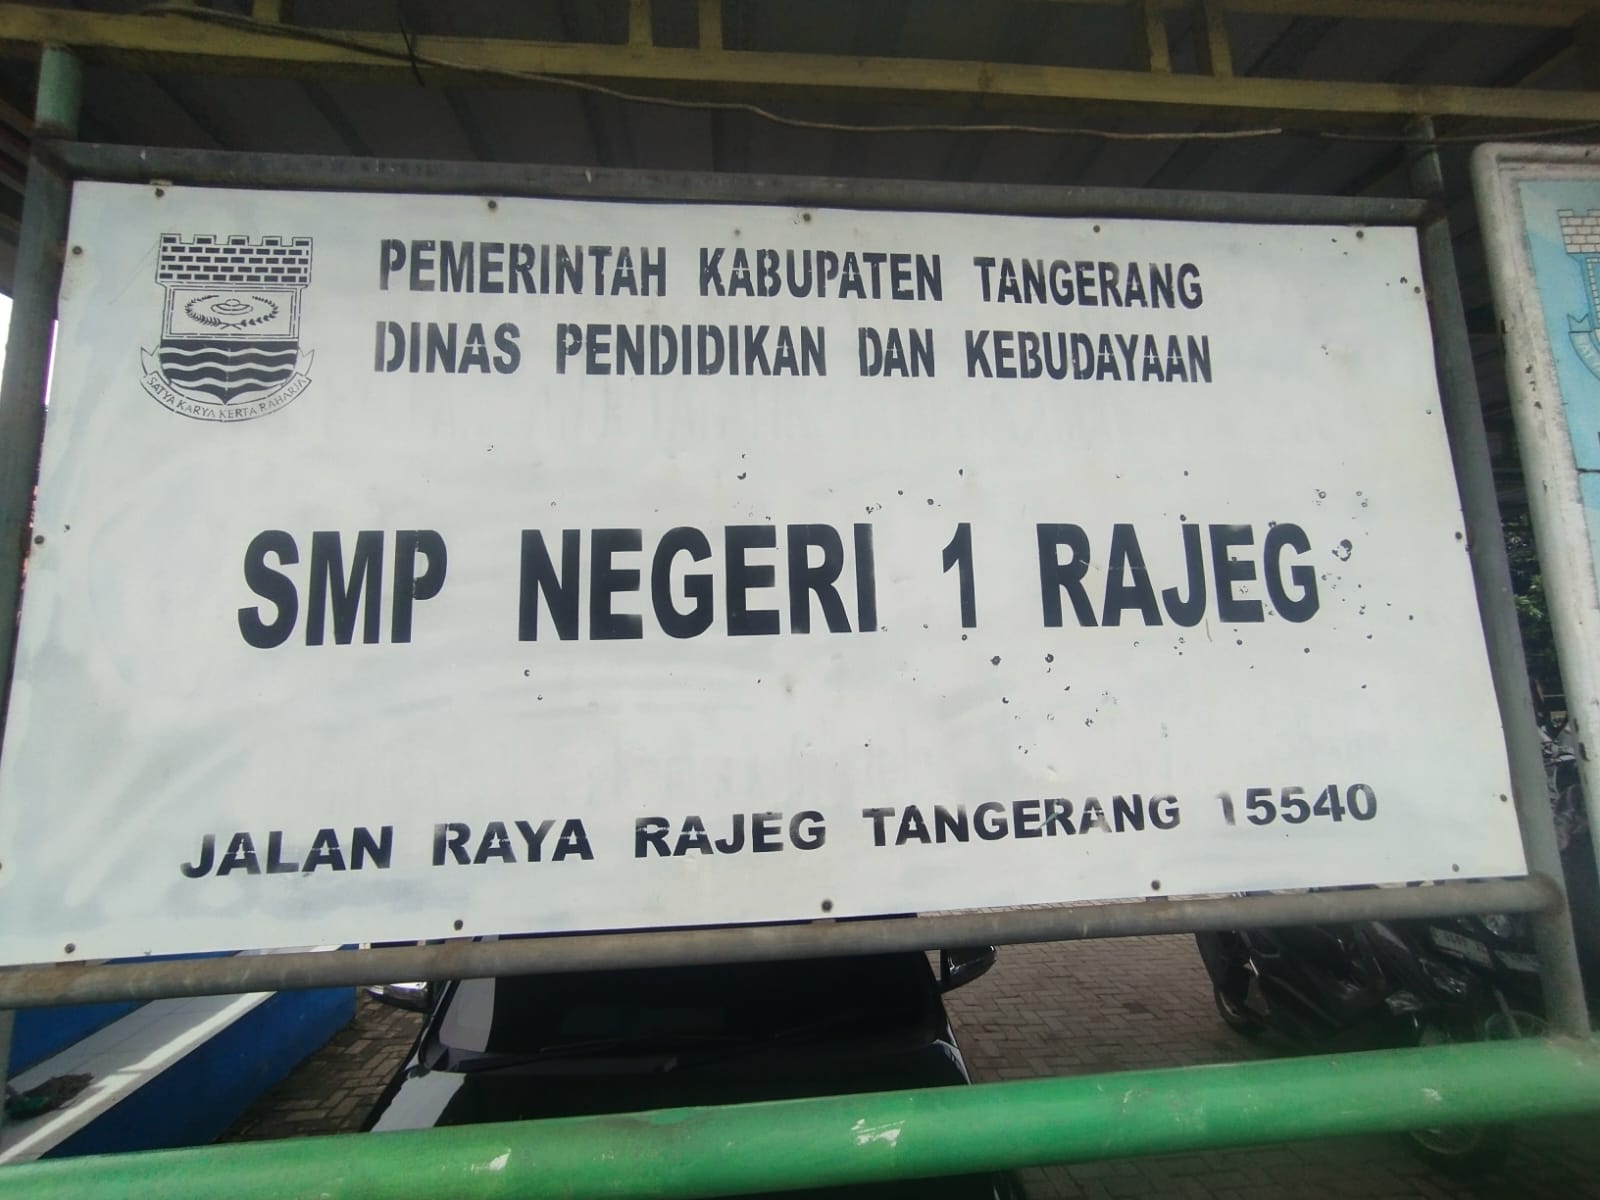 PEMERINTAH KABUPATEN TANGERANG
DINAS PENDIDIKAN DAN KEBUDAYAAN
SATYA KARYA KERTA RAHARJA
SMP NEGERI 1 RAJEG
JALAN RAYA RAJEG TANGERANG 15540